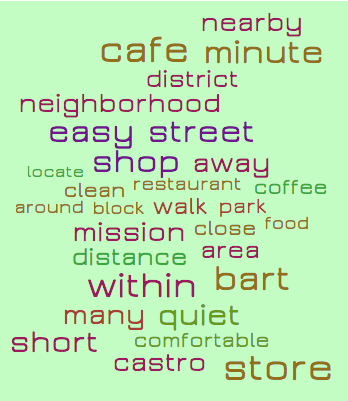 nearby
cafe minute
district
neighborhood
easy street
shop away
locate
clean restaurant coffee
around block walk park
mission close food
distance area
within bart
many quiet
short comfortable
castro store